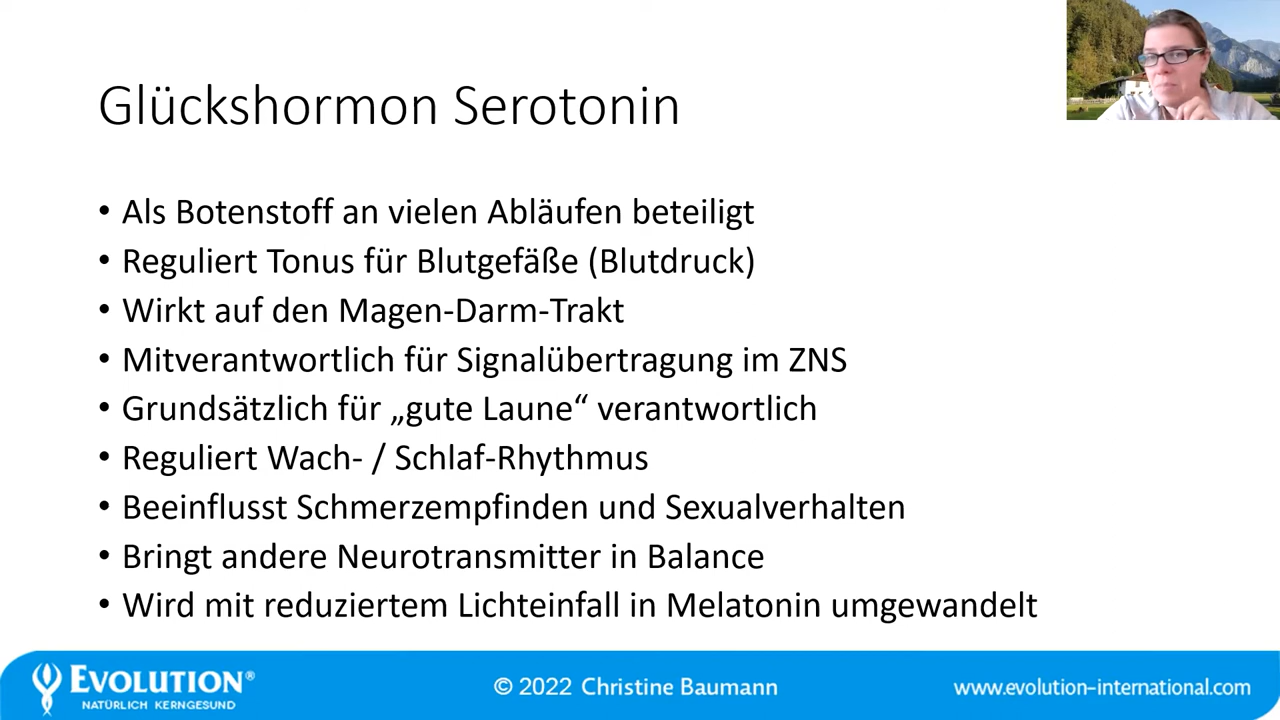 Glückshormon Serotonin
• Als Botenstoff an vielen Abläufen beteiligt
• Reguliert Tonus für Blutgefäße (Blutdruck)
• Wirkt auf den Magen-Darm-Trakt
• Mitverantwortlich für Signalübertragung im ZNS
• Grundsätzlich für „gute Laune“ verantwortlich
• Reguliert Wach- / Schlaf-Rhythmus
• Beeinflusst Schmerzempfinden und Sexualverhalten
• Bringt andere Neurotransmitter in Balance
• Wird mit reduziertem Lichteinfall in Melatonin umgewandelt
EVOLUTION®
NATÜRLICH KERNGESUND
© 2022 Christine Baumann
www.evolution-international.com